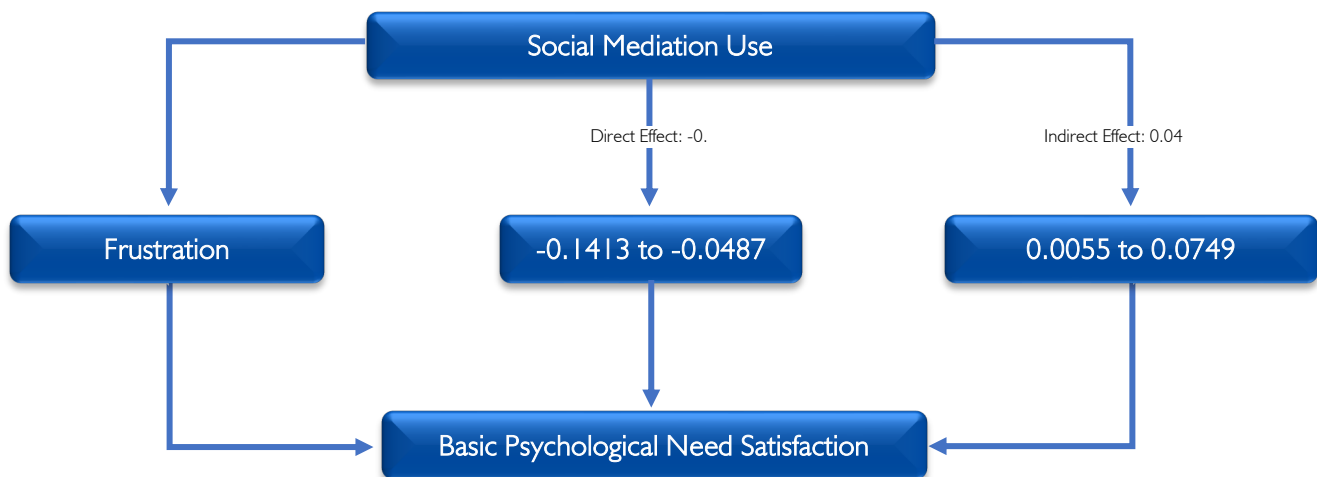 Social Mediation Use
Direct Effect: -0.
Indirect Effect: 0.04
Frustration
-0.1413 to -0.0487
0.0055 to 0.0749
Basic Psychological Need Satisfaction